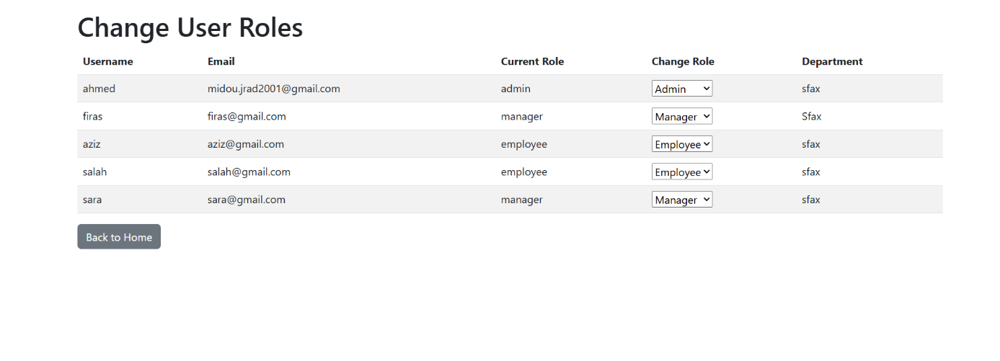 Change User Roles
Username Email Current Role Change Role Department
ahmed midou.jrad2001@gmail.com admin Admin sfax
firas firas@gmail.com manager Manager Sfax
aziz aziz@gmail.com employee Employee sfax
salah salah@gmail.com employee Employee sfax
sara sara@gmail.com manager Manager sfax
Back to Home